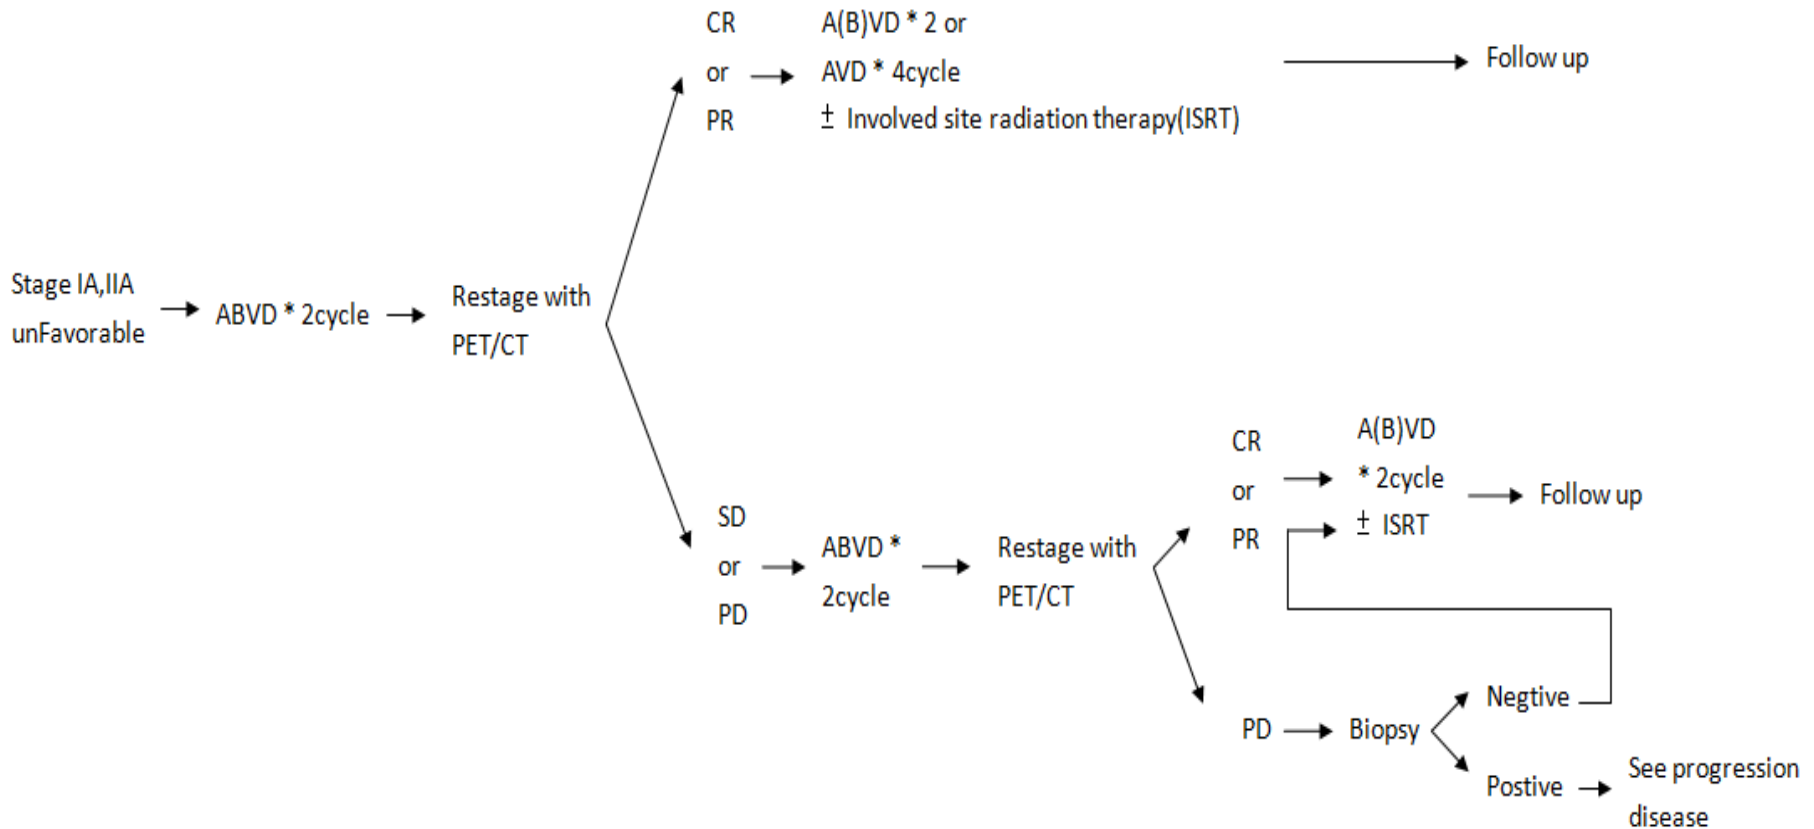 Stage IA,IIA
unFavorable
ABVD * 2cycle
Restage with
PET/CT
CR
or
PR
A(B)VD * 2 or
AVD * 4cycle
± Involved site radiation therapy(ISRT)
Follow up
SD
or
PD
ABVD *
2cycle
Restage with
PET/CT
CR
or
PR
A(B)VD
* 2cycle
± ISRT
Follow up
PD
Biopsy
Negtive
Postive
See progression
disease